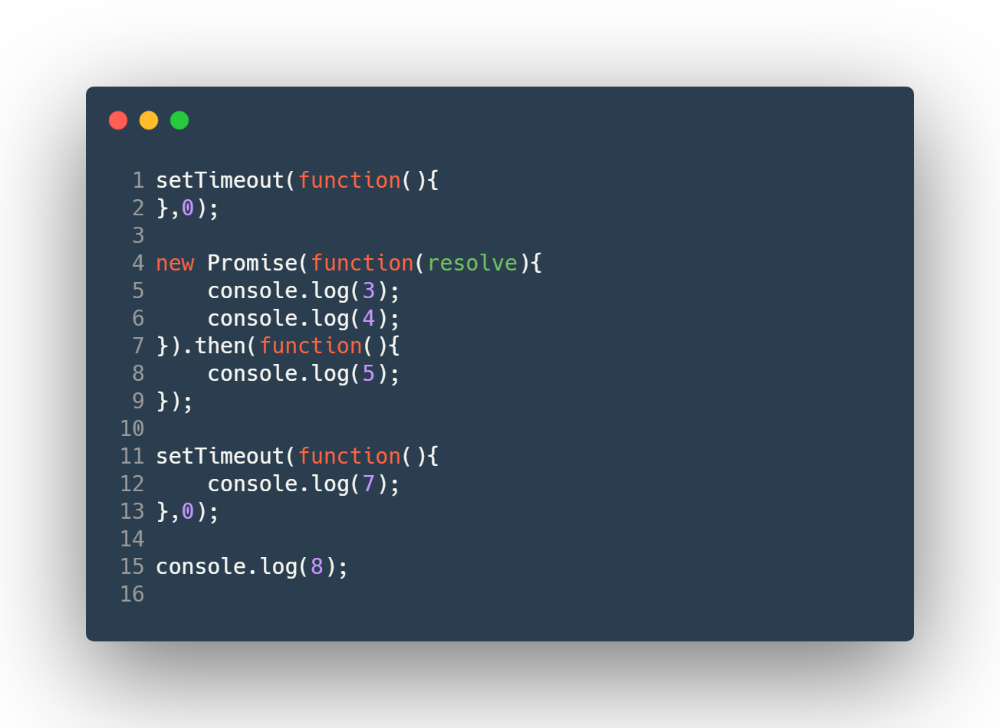 1 setTimeout(function(){
2 },0);
3
4 new Promise(function(resolve){
5     console.log(3);
6     console.log(4);
7 }).then(function(){
8     console.log(5);
9 });
10
11 setTimeout(function(){
12     console.log(7);
13 },0);
14
15 console.log(8);
16